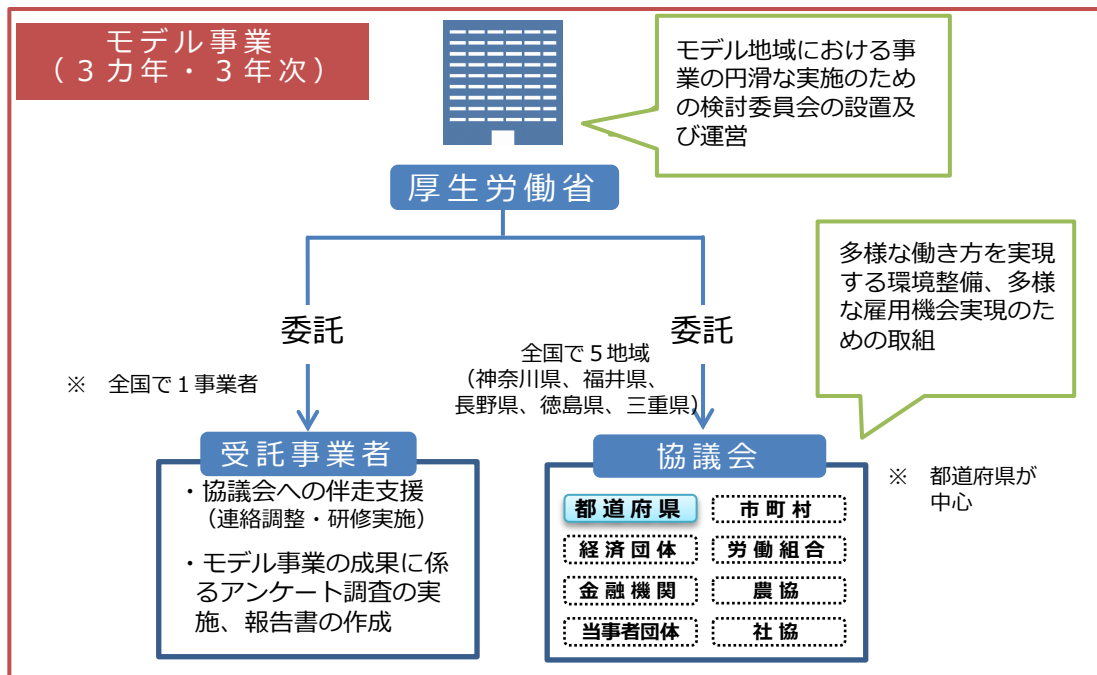 モデル事業
（３カ年・３年次）
モデル地域における事
業の円滑な実施のため
の検討委員会の設置及
び運営
厚生労働省
多様な働き方を実現
する環境整備、多様
な雇用機会実現のた
めの取組
委託
委託
※　全国で１事業者
全国で５地域
（神奈川県、福井県、
長野県、徳島県、三重県）
受託事業者
・協議会への伴走支援
（連絡調整・研修実施）
・モデル事業の成果に係
るアンケート調査の実
施、報告書の作成
協議会
※　都道府県が
中心
都道府県
市町村
経済団体
労働組合
金融機関
農協
当事者団体
社協